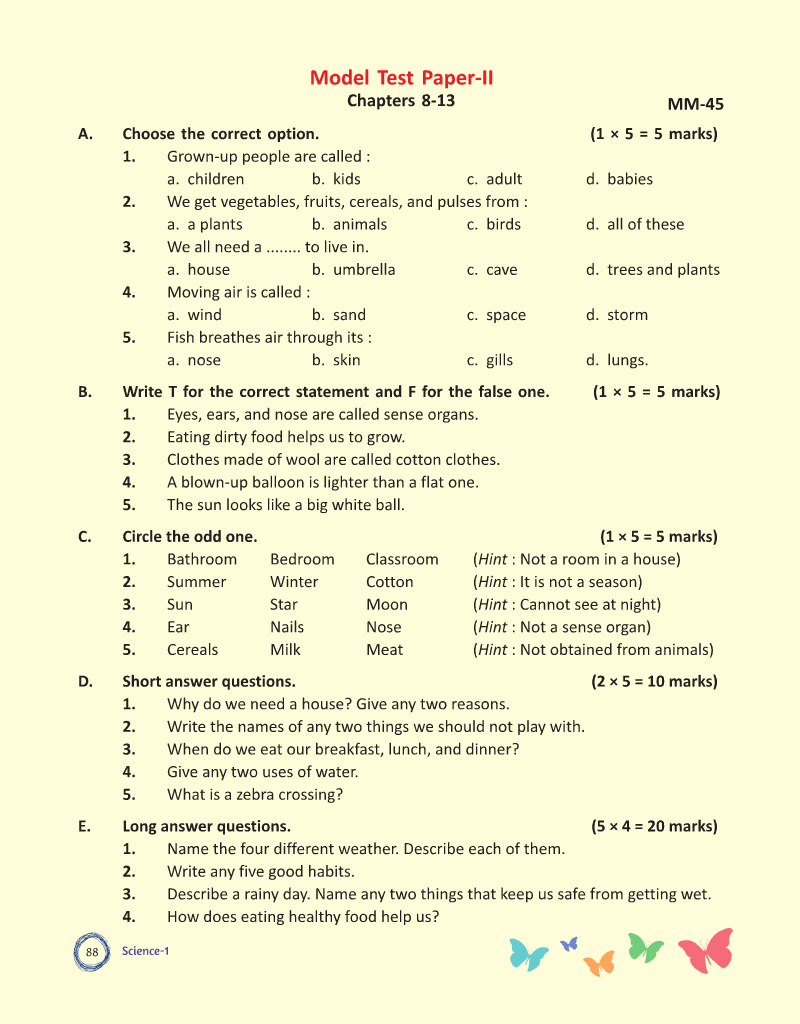 Model Test Paper-II
Chapters 8-13
MM-45
A. Choose the correct option. (1 × 5 = 5 marks)
1. Grown-up people are called :
a. children b. kids c. adult d. babies
2. We get vegetables, fruits, cereals, and pulses from :
a. a plants b. animals c. birds d. all of these
3. We all need a ........ to live in.
a. house b. umbrella c. cave d. trees and plants
4. Moving air is called :
a. wind b. sand c. space d. storm
5. Fish breathes air through its :
a. nose b. skin c. gills d. lungs.
B. Write T for the correct statement and F for the false one. (1 × 5 = 5 marks)
1. Eyes, ears, and nose are called sense organs.
2. Eating dirty food helps us to grow.
3. Clothes made of wool are called cotton clothes.
4. A blown-up balloon is lighter than a flat one.
5. The sun looks like a big white ball.
C. Circle the odd one. (1 × 5 = 5 marks)
1. Bathroom Bedroom Classroom (Hint : Not a room in a house)
2. Summer Winter Cotton (Hint : It is not a season)
3. Sun Star Moon (Hint : Cannot see at night)
4. Ear Nails Nose (Hint : Not a sense organ)
5. Cereals Milk Meat (Hint : Not obtained from animals)
D. Short answer questions. (2 × 5 = 10 marks)
1. Why do we need a house? Give any two reasons.
2. Write the names of any two things we should not play with.
3. When do we eat our breakfast, lunch, and dinner?
4. Give any two uses of water.
5. What is a zebra crossing?
E. Long answer questions. (5 × 4 = 20 marks)
1. Name the four different weather. Describe each of them.
2. Write any five good habits.
3. Describe a rainy day. Name any two things that keep us safe from getting wet.
4. How does eating healthy food help us?
88 Science-1